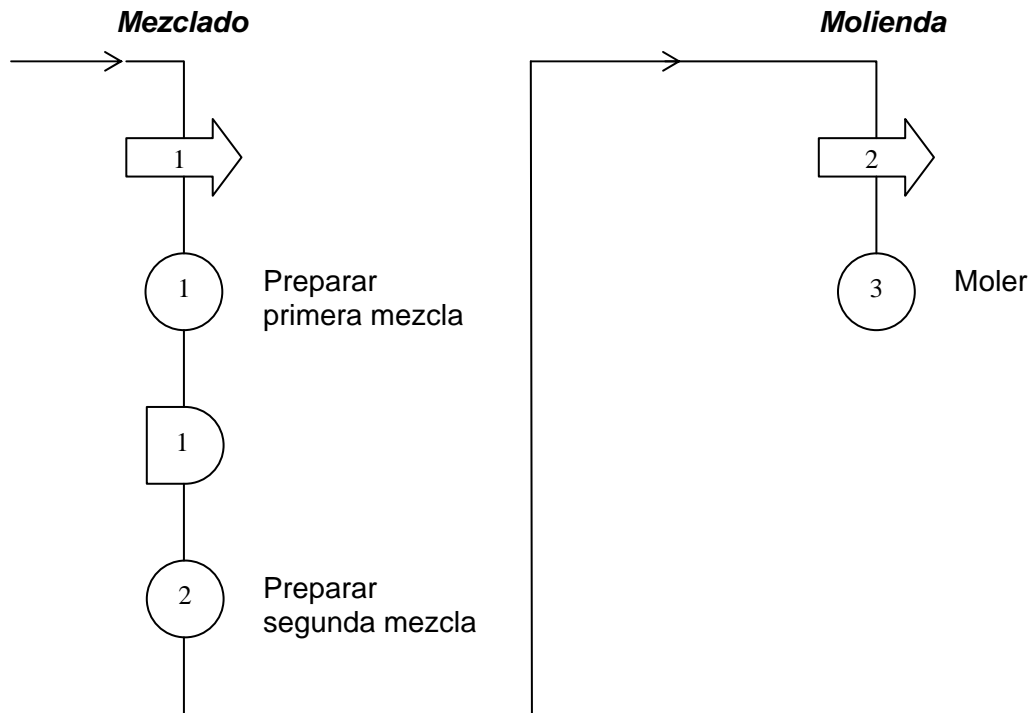 Mezclado
1
1
Preparar
primera mezcla
1
2
Preparar
segunda mezcla
Molienda
2
3
Moler